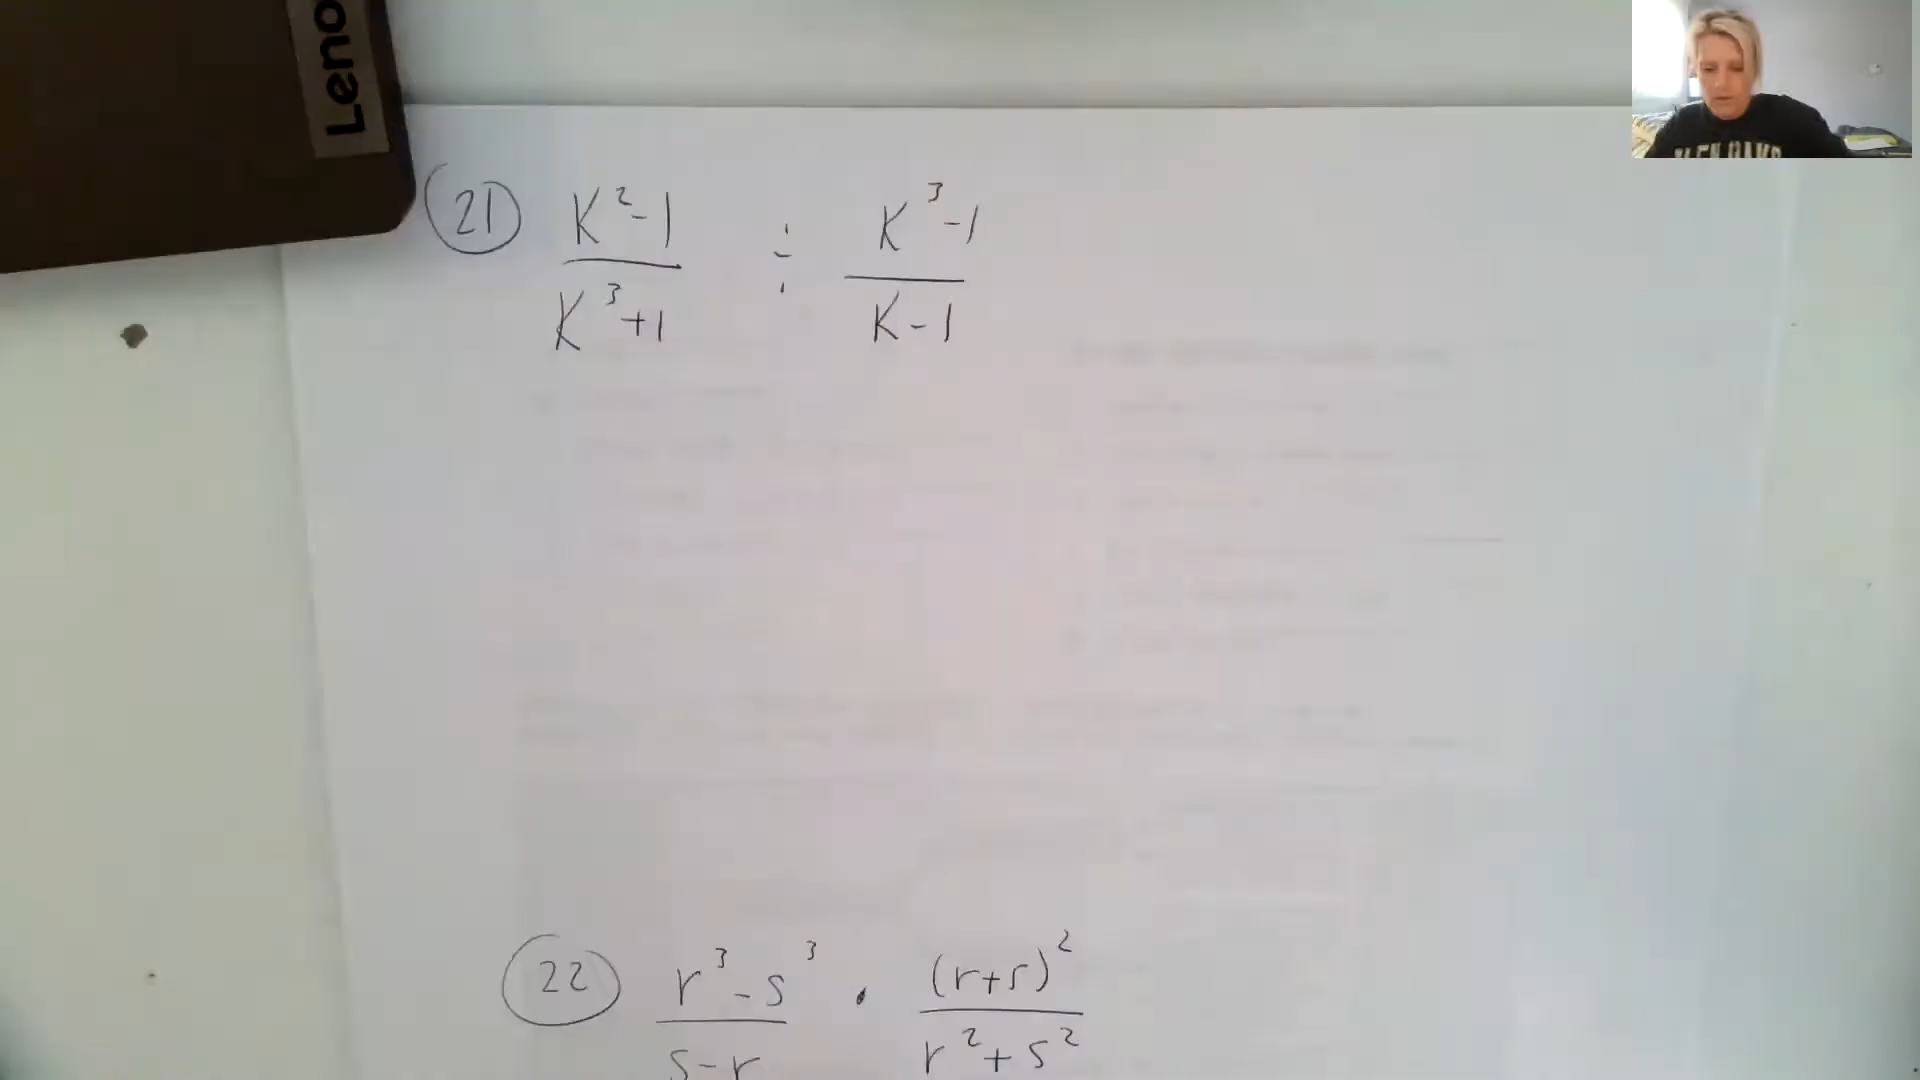 Leno
21 K²-1 ÷ K³-1
K³+1 K-1
22 r³-s³ · (r+s)²
s-r r²+s²